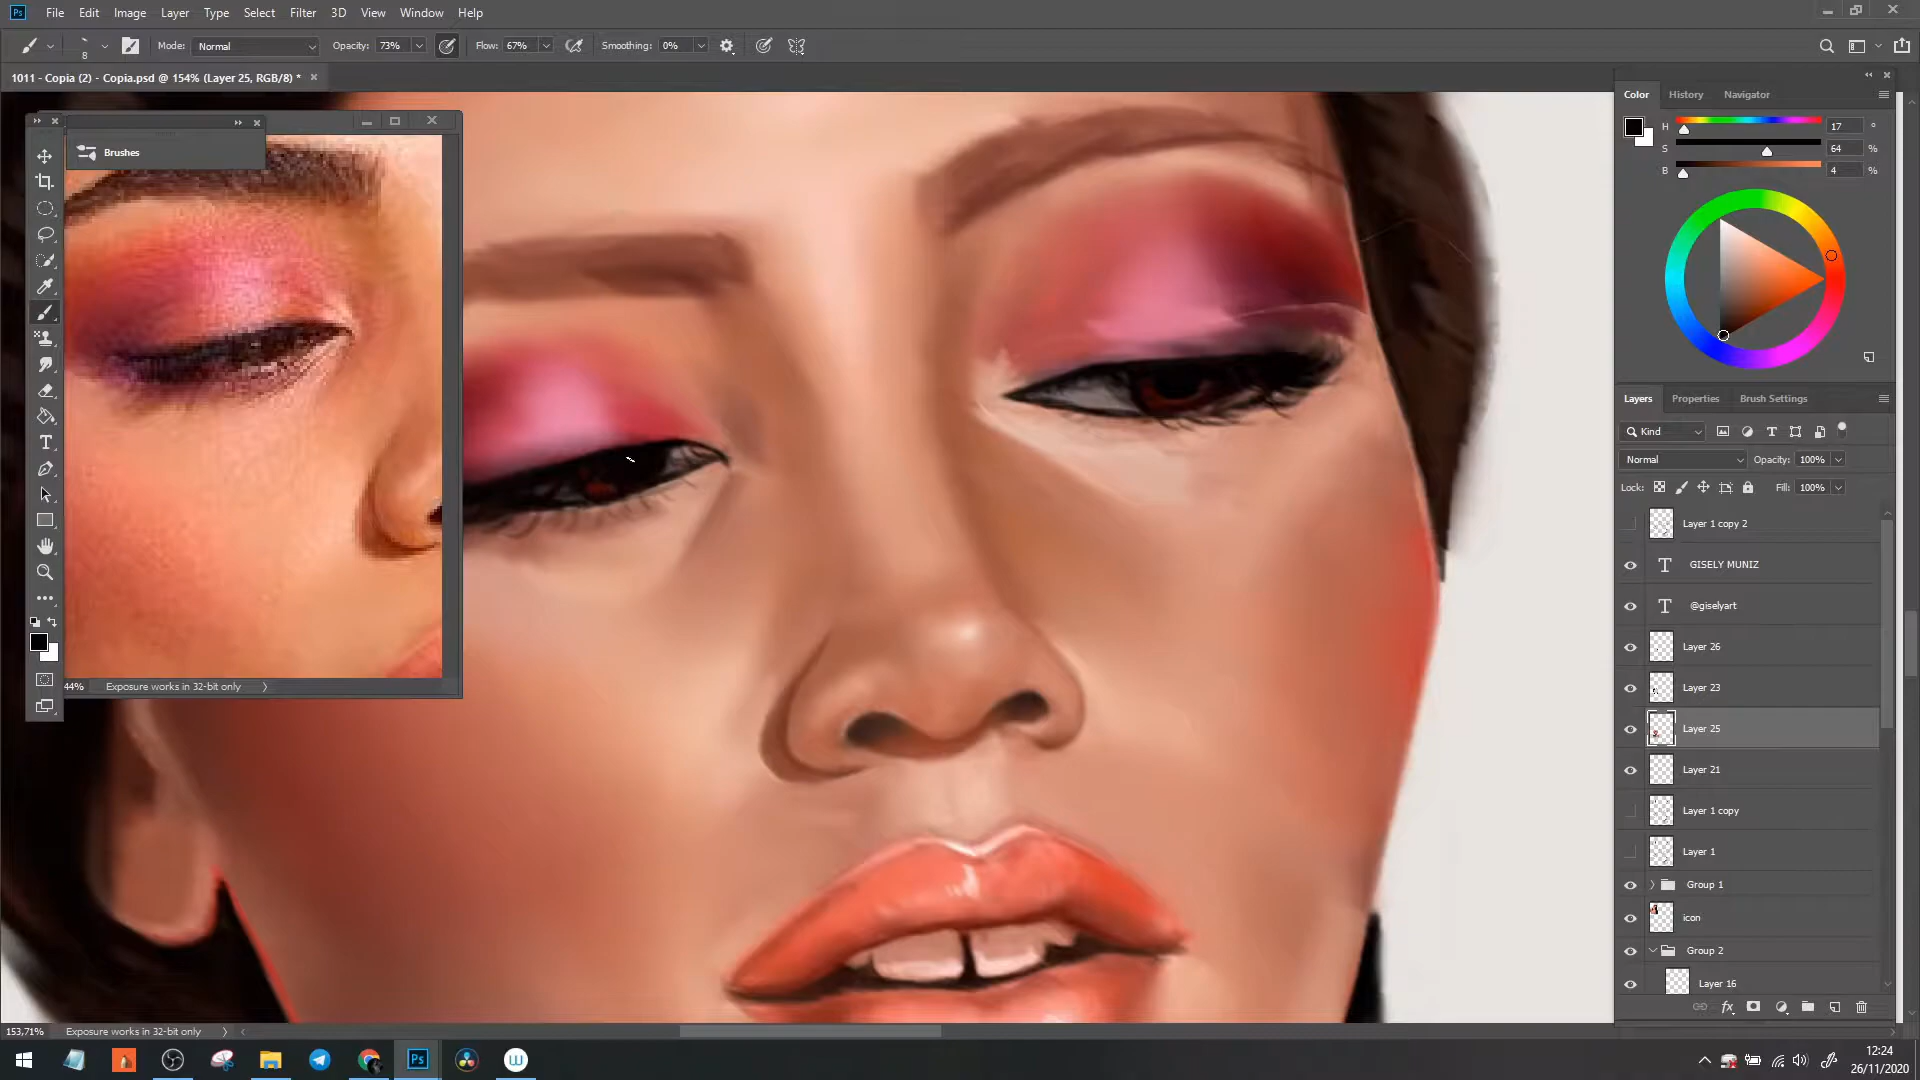 Ps File Edit Image Layer Type Select Filter 3D View Window Help
8 Mode: Normal Opacity: 73% Flow: 67% Smoothing: 0%
1011 - Copia (2) - Copia.psd @ 154% (Layer 25, RGB/8) *
Brushes
44% Exposure works in 32-bit only
Color History Navigator
H 17 °
S 64 %
B 4 %
Layers Properties Brush Settings
Kind
Normal Opacity: 100%
Lock: Fill: 100%
Layer 1 copy 2
T GISELY MUNIZ
T @giselyart
Layer 26
Layer 23
Layer 25
Layer 21
Layer 1 copy
Layer 1
Group 1
icon
Group 2
Layer 16
fx
153,71% Exposure works in 32-bit only
Ps
12:24
26/11/2020